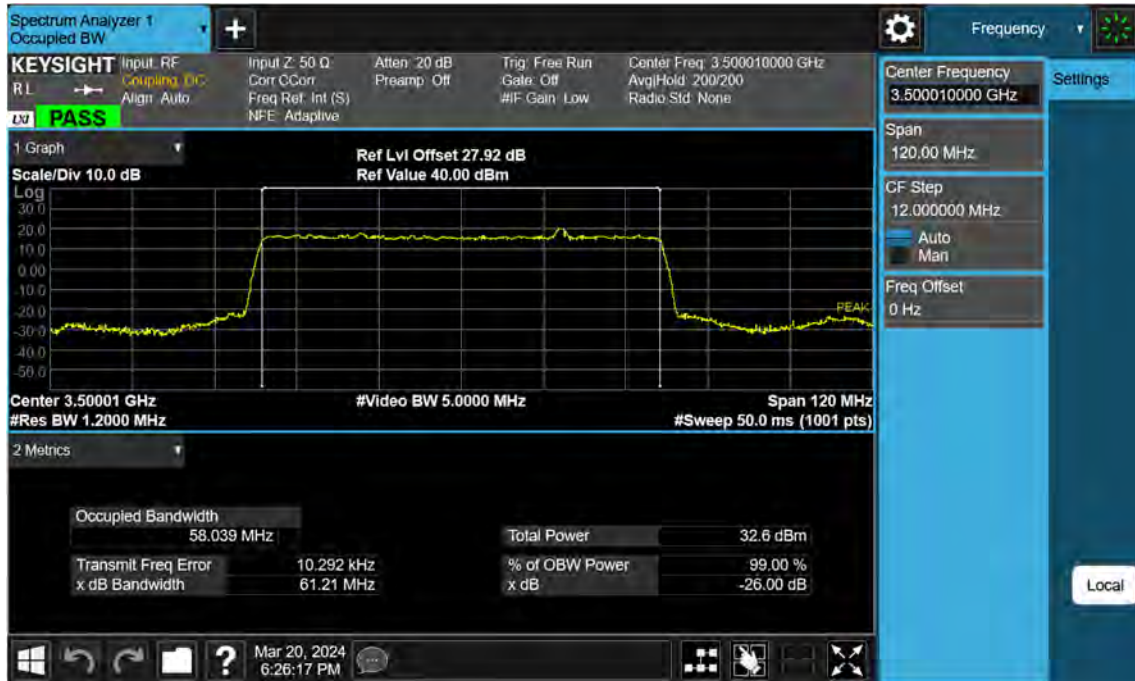 Spectrum Analyzer 1
Occupied BW
+
Frequency
KEYSIGHT
RL
LXI PASS
Input: RF
Coupling: DC
Align: Auto
Input Z: 50 Ω
Corr CCorr
Freq Ref: Int (S)
NFE: Adaptive
Atten: 20 dB
Preamp: Off
Trig: Free Run
Gate: Off
#IF Gain: Low
Center Freq: 3.500010000 GHz
Avg|Hold: 200/200
Radio Std: None
1 Graph
Scale/Div 10.0 dB
Ref Lvl Offset 27.92 dB
Ref Value 40.00 dBm
Log
30.0
20.0
10.0
0.00
-10.0
-20.0
-30.0
-40.0
-50.0
PEAK
Center 3.50001 GHz
#Video BW 5.0000 MHz
Span 120 MHz
#Res BW 1.2000 MHz
#Sweep 50.0 ms (1001 pts)
2 Metrics
Occupied Bandwidth
58.039 MHz
Total Power 32.6 dBm
Transmit Freq Error 10.292 kHz
% of OBW Power 99.00 %
x dB Bandwidth 61.21 MHz
x dB -26.00 dB
Center Frequency
3.500010000 GHz
Settings
Span
120.00 MHz
CF Step
12.000000 MHz
Auto
Man
Freq Offset
0 Hz
Local
?
Mar 20, 2024
6:26:17 PM